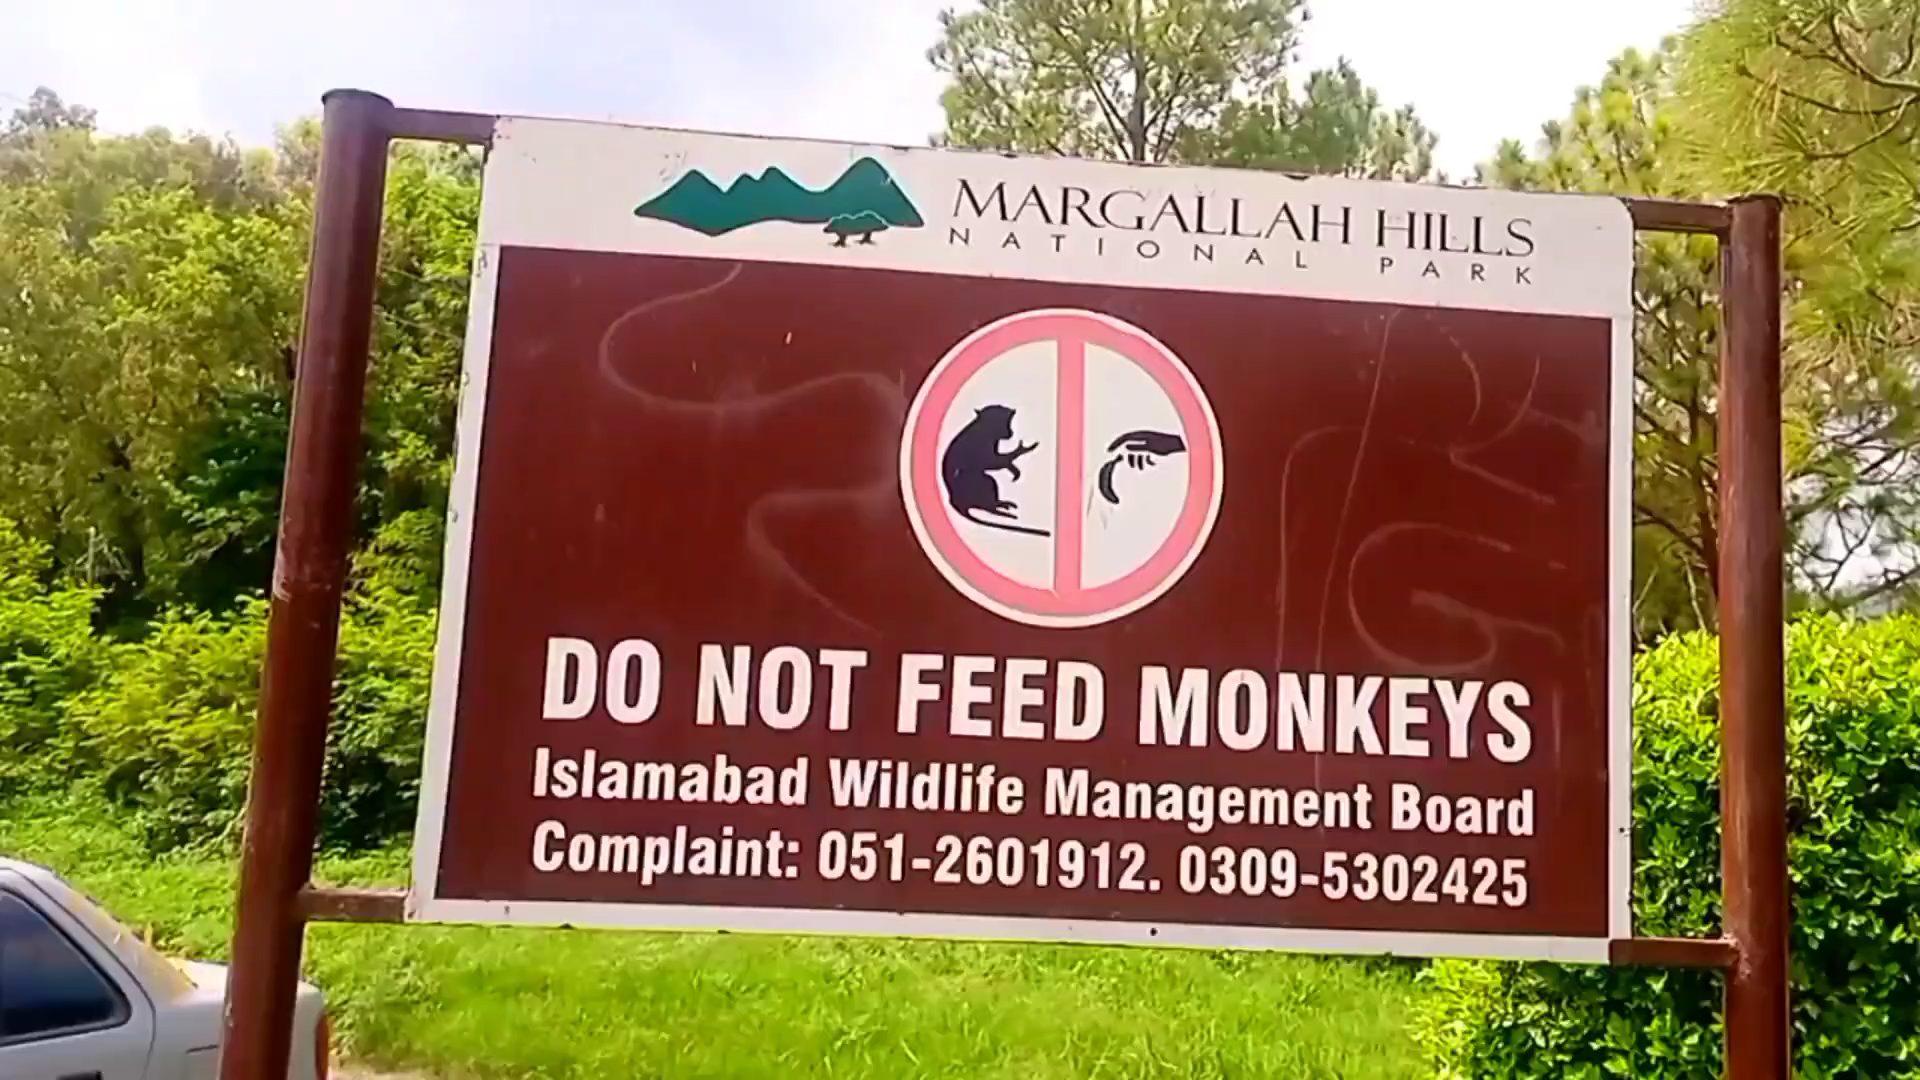 MARGALLAH HILLS
NATIONAL PARK
DO NOT FEED MONKEYS
Islamabad Wildlife Management Board
Complaint: 051-2601912. 0309-5302425